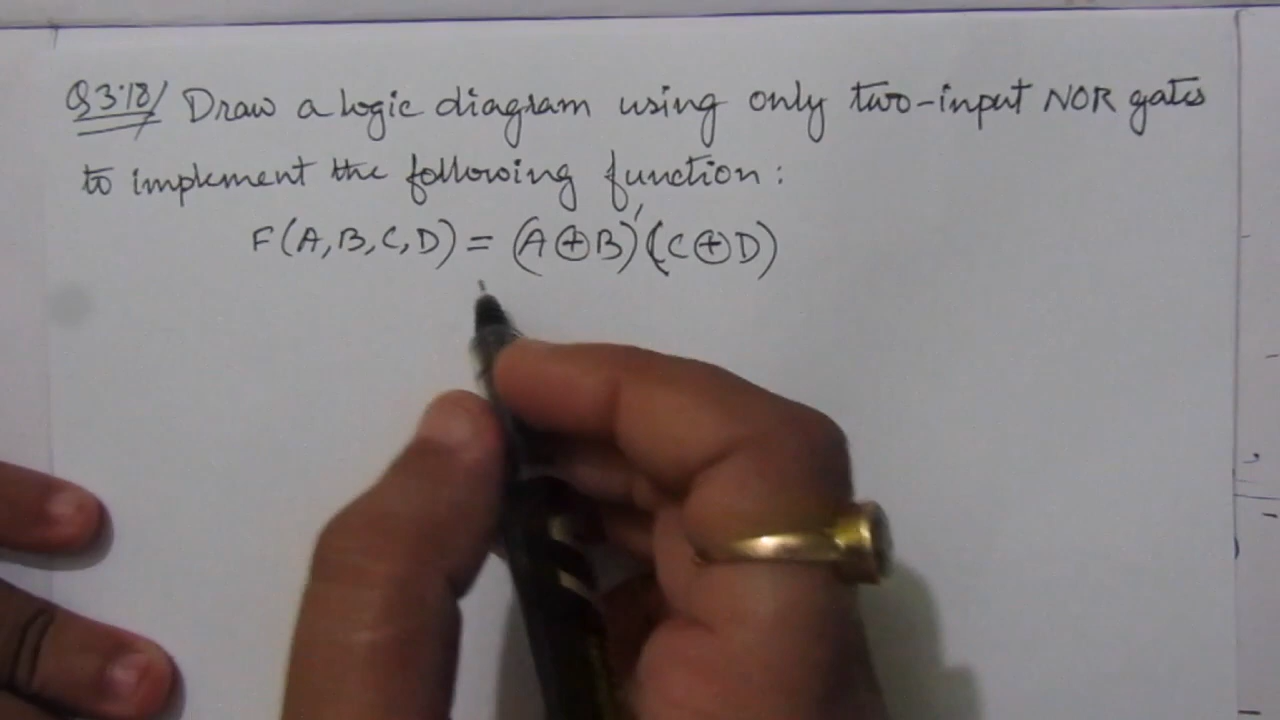 Q3.18/ Draw a logic diagram using only two-input NOR gates
to implement the following function:
F(A,B,C,D) = (A⊕B)'(C⊕D)